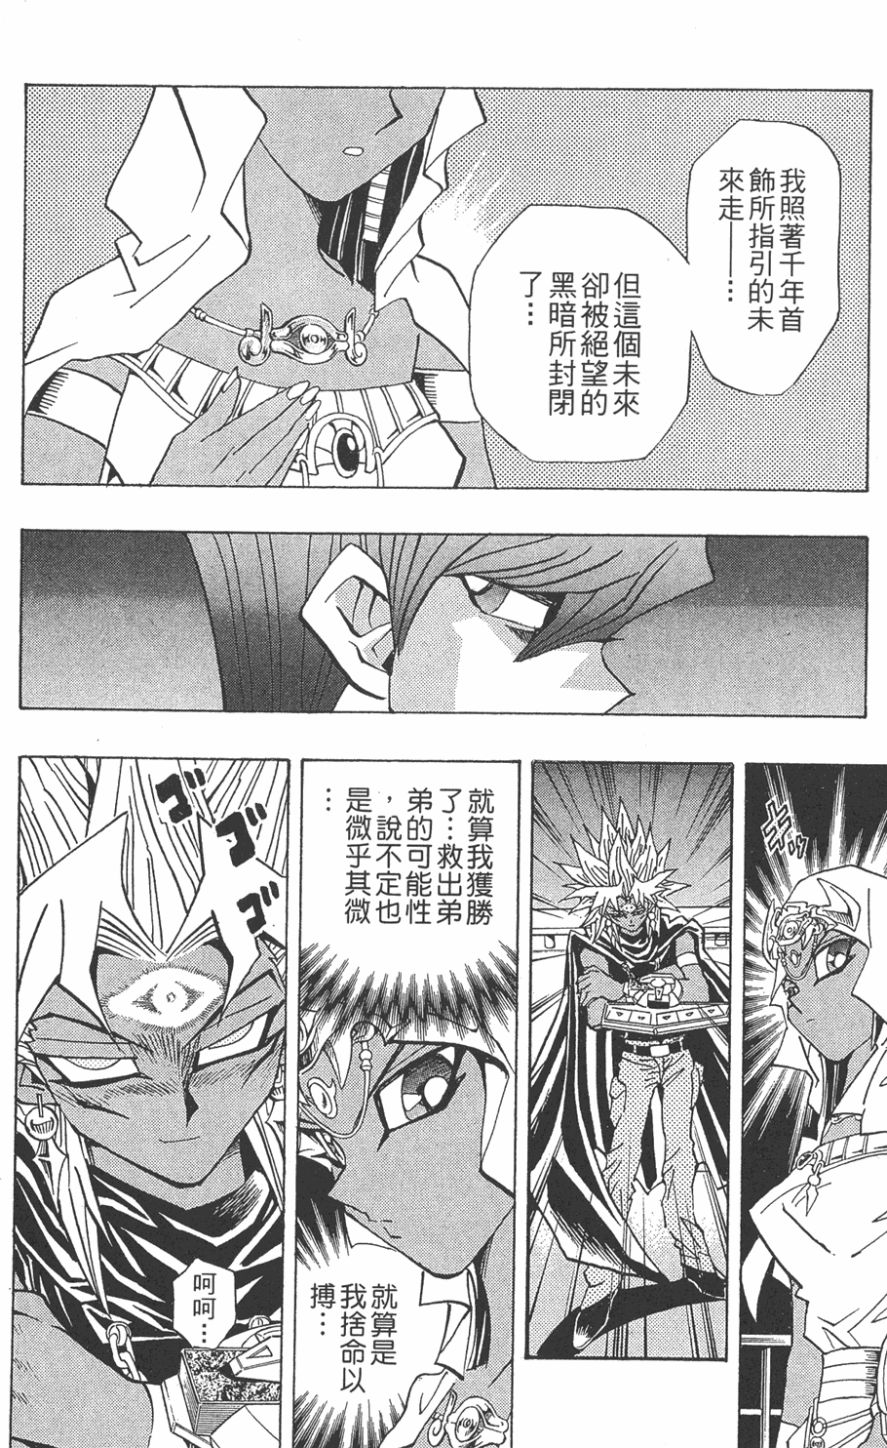 我照著千年首
飾所指引的未
來走——…
但這個未來
卻被絕望的
黑暗所封閉
了…
就算我獲勝
了…救出弟
弟的可能性
，說不定也
是微乎其微
…
就算是
我捨命以
搏…
ゴ
ゴ
ゴ
呵呵…